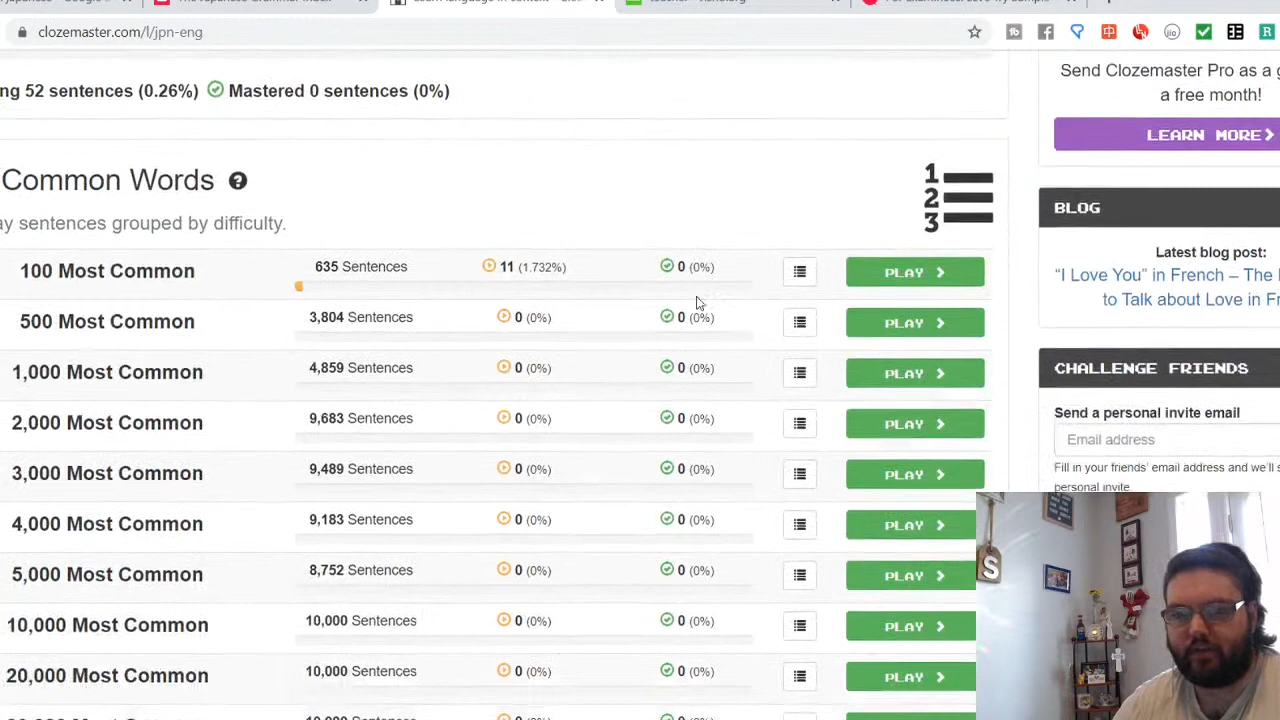 clozemaster.com/l/jpn-eng
ng 52 sentences (0.26%) Mastered 0 sentences (0%)
Common Words
ay sentences grouped by difficulty.
1
2
3
100 Most Common 635 Sentences 11 (1.732%) 0 (0%) PLAY
500 Most Common 3,804 Sentences 0 (0%) 0 (0%) PLAY
1,000 Most Common 4,859 Sentences 0 (0%) 0 (0%) PLAY
2,000 Most Common 9,683 Sentences 0 (0%) 0 (0%) PLAY
3,000 Most Common 9,489 Sentences 0 (0%) 0 (0%) PLAY
4,000 Most Common 9,183 Sentences 0 (0%) 0 (0%) PLAY
5,000 Most Common 8,752 Sentences 0 (0%) 0 (0%) PLAY
10,000 Most Common 10,000 Sentences 0 (0%) 0 (0%) PLAY
20,000 Most Common 10,000 Sentences 0 (0%) 0 (0%) PLAY
Send Clozemaster Pro as a g
a free month!
LEARN MORE
BLOG
Latest blog post:
“I Love You” in French – The
to Talk about Love in Fr
CHALLENGE FRIENDS
Send a personal invite email
Email address
Fill in your friends' email address and we'll s
personal invite.
S